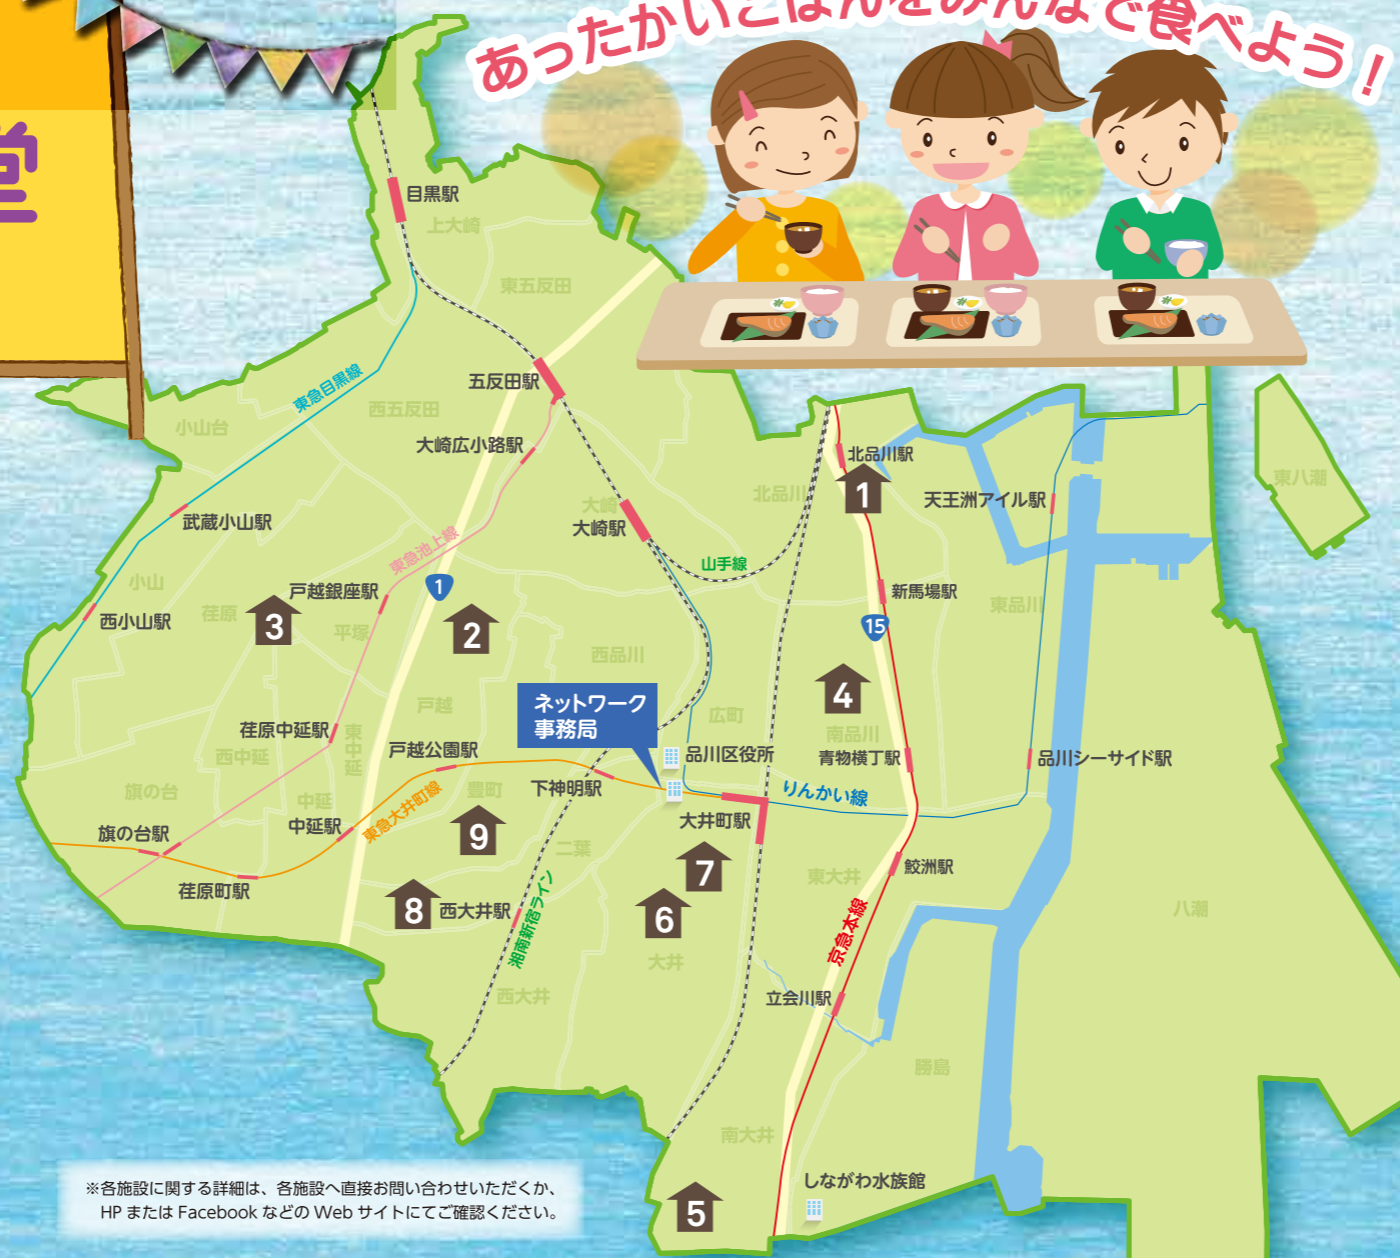 あったかいごはんをみんなで食べよう！
堂
目黒駅
上大崎
東五反田
五反田駅
東急目黒線
西五反田
小山台
大崎広小路駅
北品川駅
1
北品川
天王洲アイル駅
東八潮
大崎
大崎駅
武蔵小山駅
東急池上線
山手線
小山
戸越銀座駅
1
新馬場駅
東品川
荏原
西小山駅
3
平塚
2
15
西品川
4
ネットワーク
事務局
戸越
広町
南品川
荏原中延駅
東中延
西中延
戸越公園駅
品川区役所
青物横丁駅
品川シーサイド駅
旗の台
中延
豊町
下神明駅
りんかい線
東急大井町線
中延駅
大井町駅
旗の台駅
9
二葉
7
東大井
鮫洲駅
荏原町駅
8
西大井駅
湘南新宿ライン
6
京急本線
八潮
大井
西大井
立会川駅
勝島
南大井
しながわ水族館
5
※各施設に関する詳細は、各施設へ直接お問い合わせいただくか、
HP または Facebook などの Web サイトにてご確認ください。